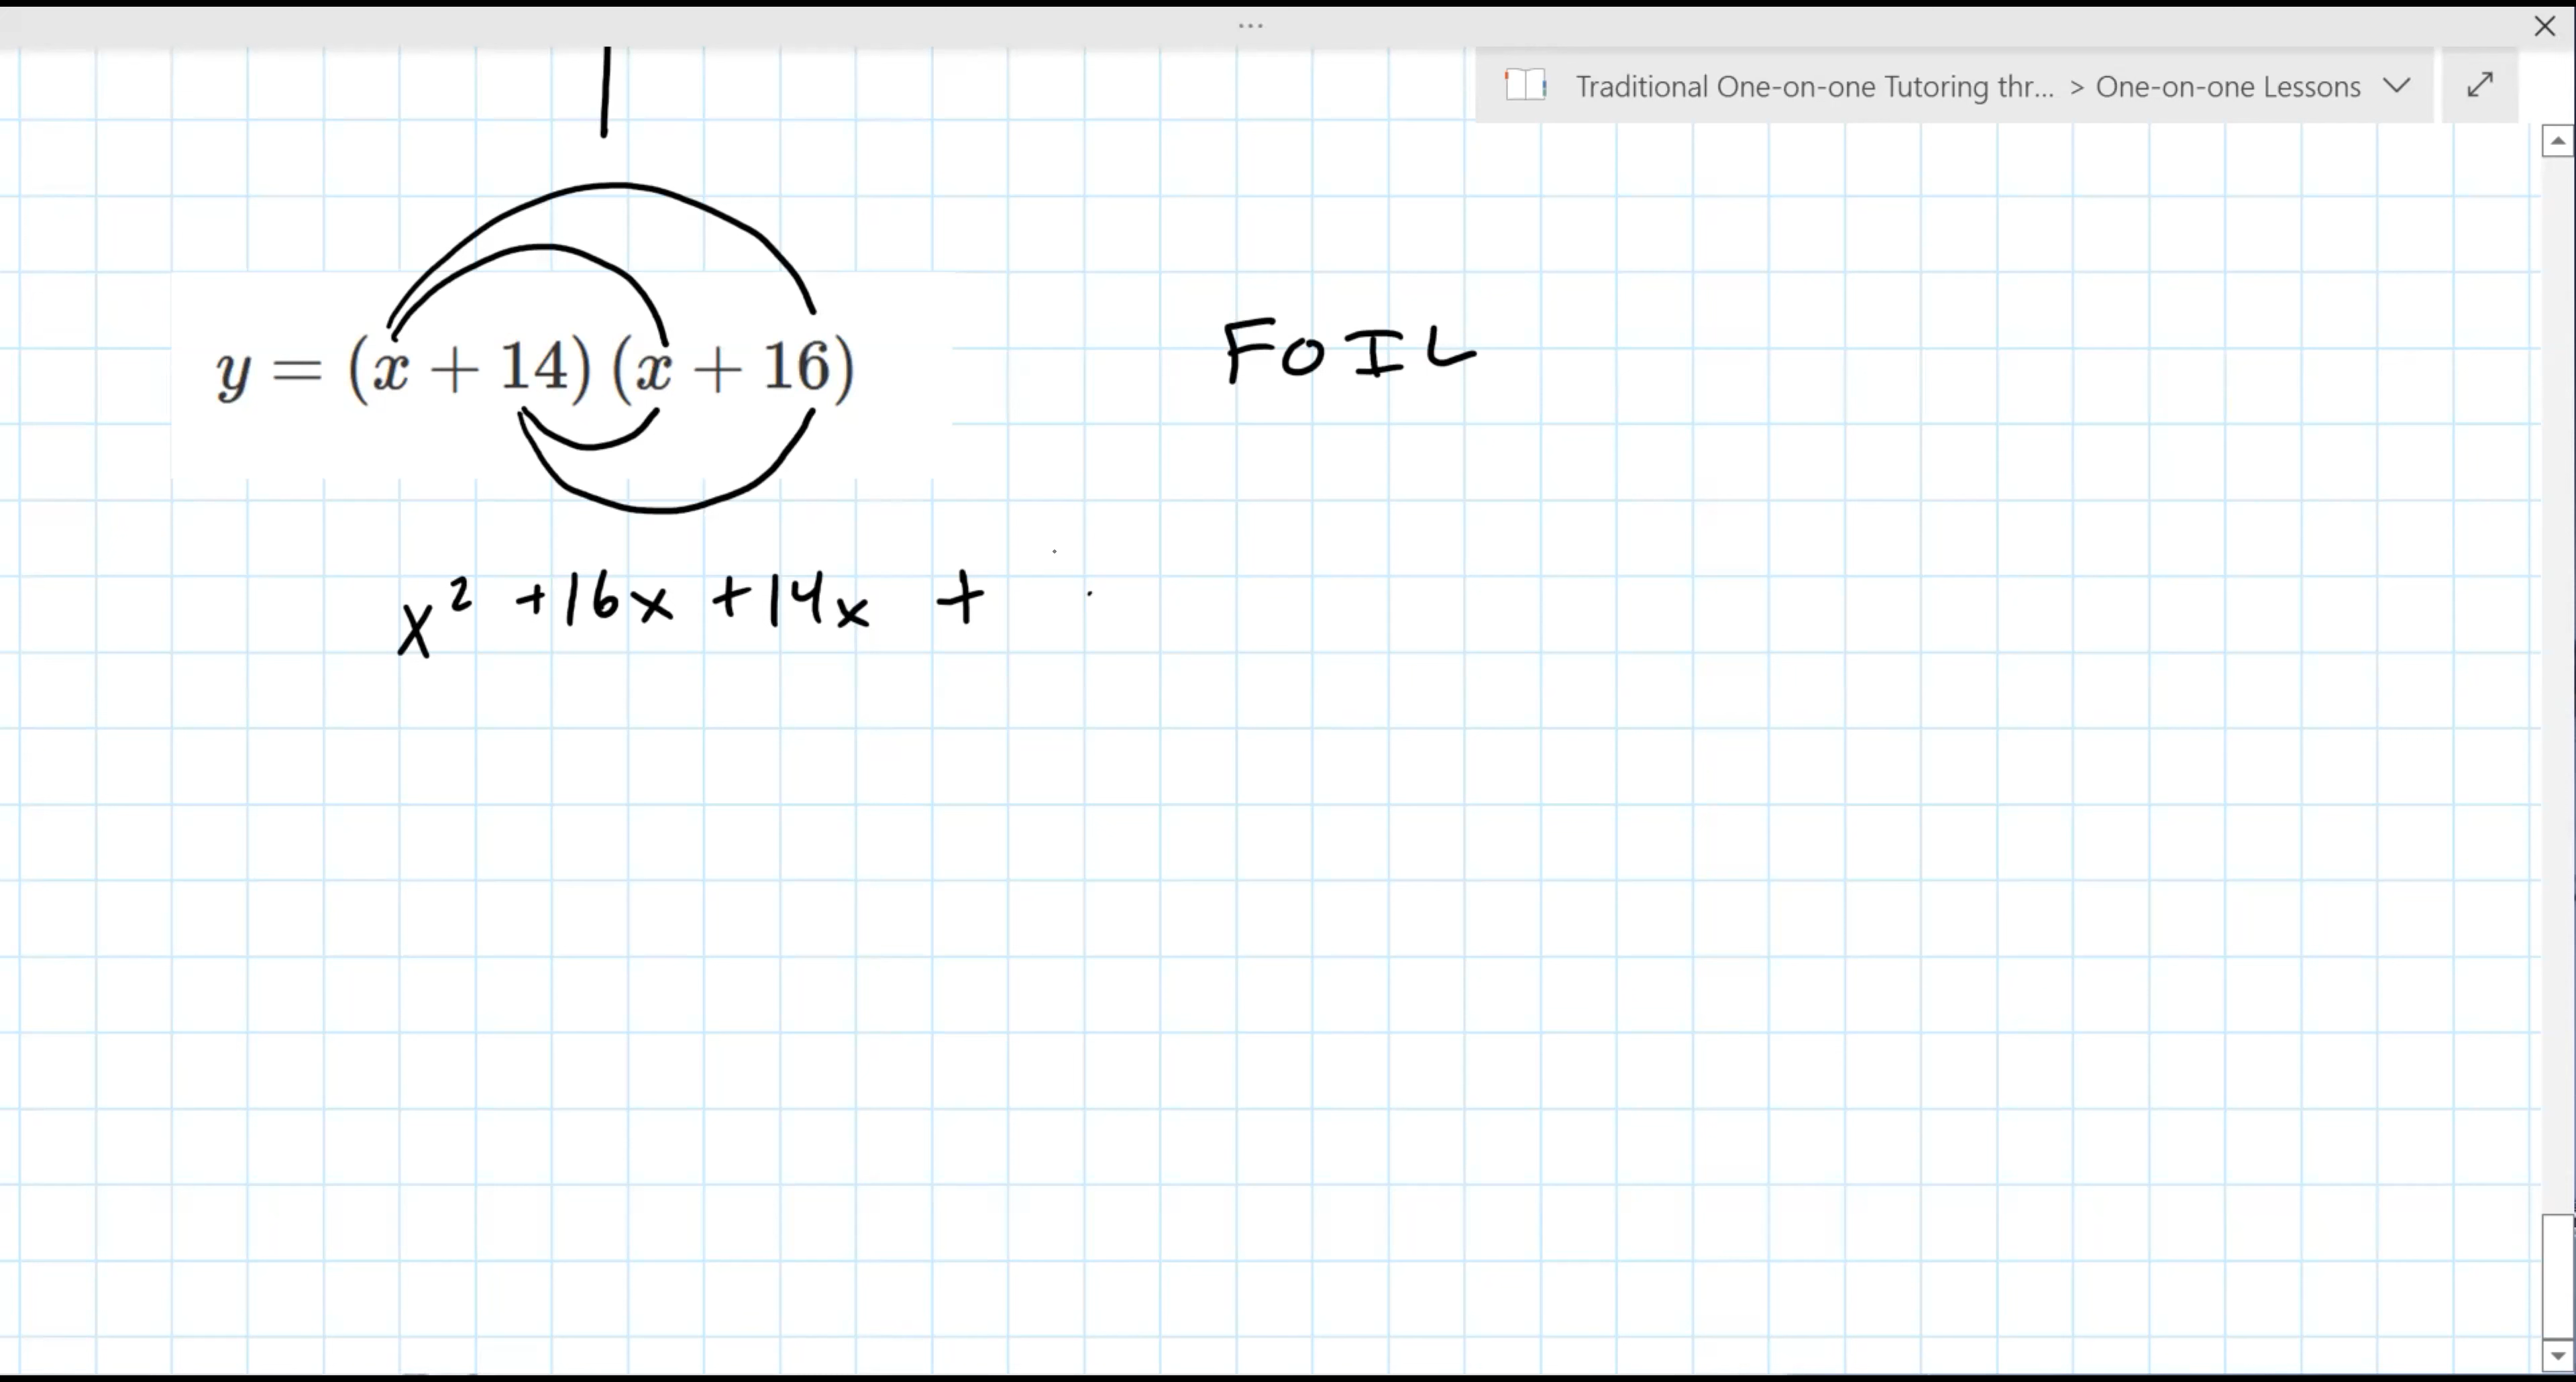 ...
Traditional One-on-one Tutoring thr... > One-on-one Lessons
y = (x + 14) (x + 16)
FOIL
x² +16x +14x +